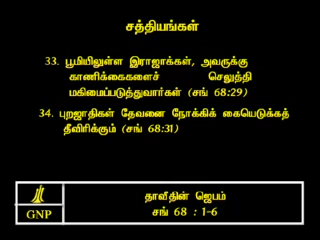 சத்தியங்கள்
33. பூமியிலுள்ள இராஜாக்கள், அவருக்கு
காணிக்கைகளைச் செலுத்தி
மகிமைப்படுத்துவார்கள் (சங் 68:29)
34. புறஜாதிகள் தேவனை நோக்கிக் கையெடுக்கத்
தீவிரிக்கும் (சங் 68:31)
தாவீதின் ஜெபம்
GNP
சங் 68 : 1-6